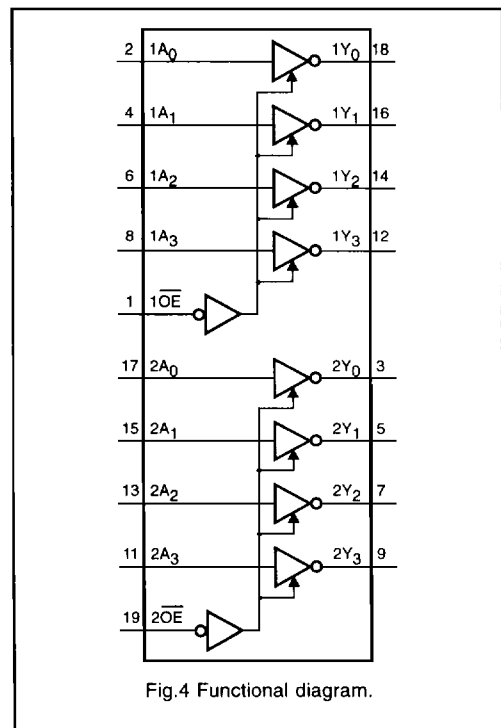 2 1A₀ 1Y₀ 18
4 1A₁ 1Y₁ 16
6 1A₂ 1Y₂ 14
8 1A₃ 1Y₃ 12
1 1O̅E̅
17 2A₀ 2Y₀ 3
15 2A₁ 2Y₁ 5
13 2A₂ 2Y₂ 7
11 2A₃ 2Y₃ 9
19 2O̅E̅
Fig.4 Functional diagram.